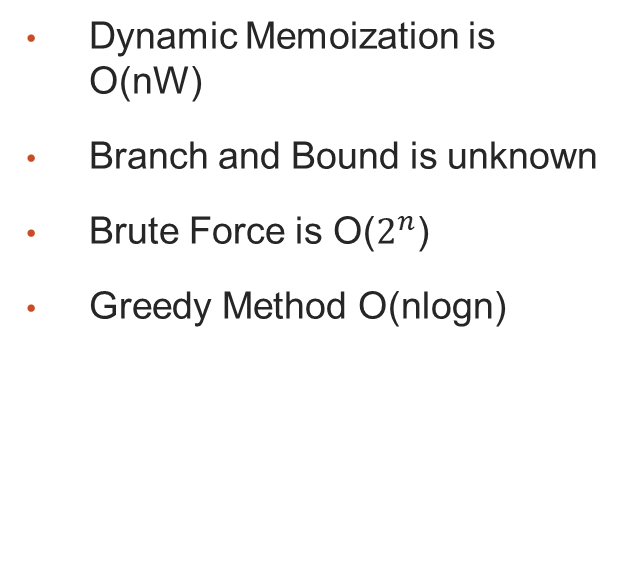 • Dynamic Memoization is
O(nW)
• Branch and Bound is unknown
• Brute Force is O(2ⁿ)
• Greedy Method O(nlogn)